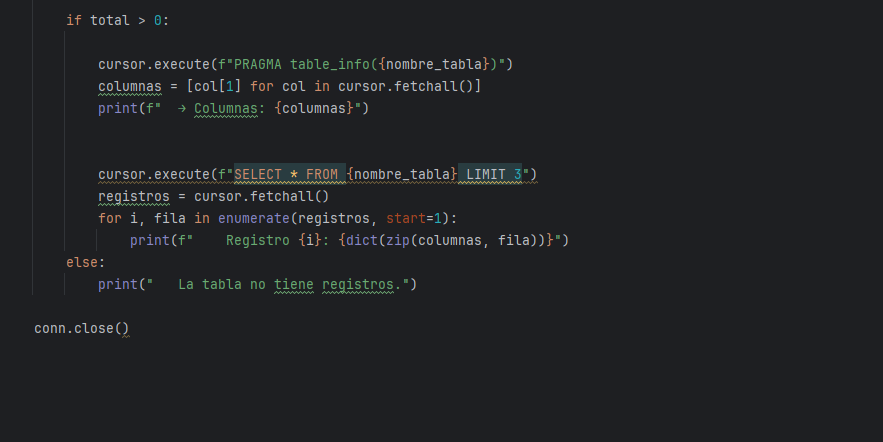 if total > 0:
cursor.execute(f"PRAGMA table_info({nombre_tabla})")
columnas = [col[1] for col in cursor.fetchall()]
print(f"  → Columnas: {columnas}")
cursor.execute(f"SELECT * FROM {nombre_tabla} LIMIT 3")
registros = cursor.fetchall()
for i, fila in enumerate(registros, start=1):
print(f"    Registro {i}: {dict(zip(columnas, fila))}")
else:
print("   La tabla no tiene registros.")
conn.close()